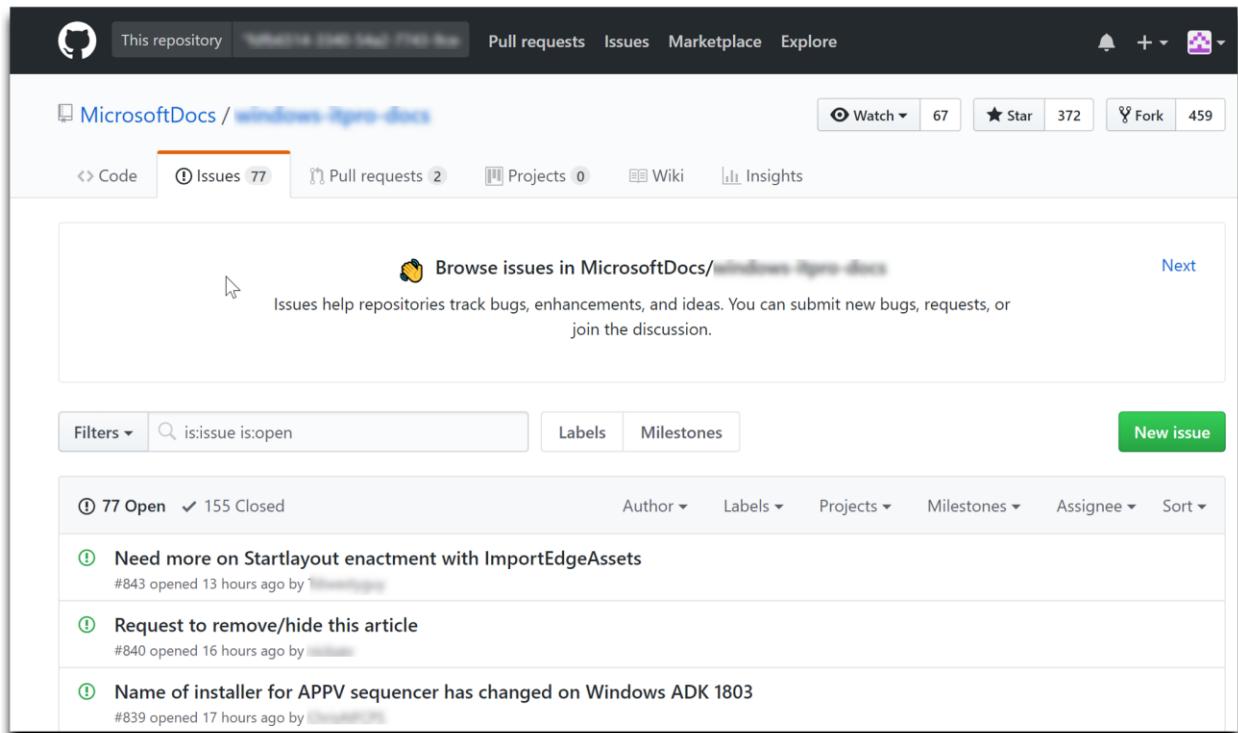 This repository Pull requests Issues Marketplace Explore
MicrosoftDocs / Watch 67 Star 372 Fork 459
Code Issues 77 Pull requests 2 Projects 0 Wiki Insights
Browse issues in MicrosoftDocs/ Next
Issues help repositories track bugs, enhancements, and ideas. You can submit new bugs, requests, or
join the discussion.
Filters is:issue is:open Labels Milestones New issue
77 Open 155 Closed Author Labels Projects Milestones Assignee Sort
Need more on Startlayout enactment with ImportEdgeAssets
#843 opened 13 hours ago by
Request to remove/hide this article
#840 opened 16 hours ago by
Name of installer for APPV sequencer has changed on Windows ADK 1803
#839 opened 17 hours ago by